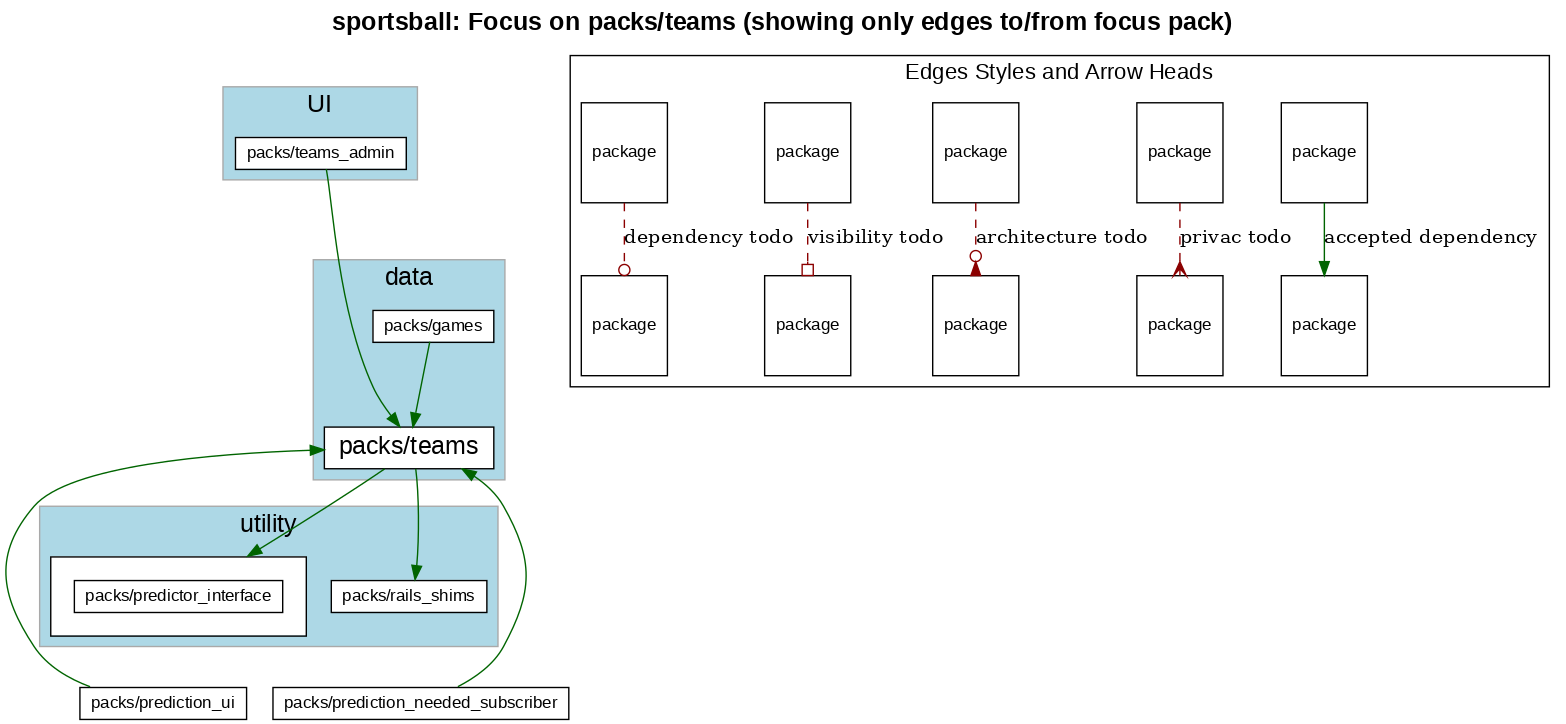 sportsball: Focus on packs/teams (showing only edges to/from focus pack)
UI
packs/teams_admin
data
packs/games
packs/teams
utility
packs/predictor_interface
packs/rails_shims
packs/prediction_ui
packs/prediction_needed_subscriber
Edges Styles and Arrow Heads
package
package
package
package
package
dependency todo
visibility todo
architecture todo
privac todo
accepted dependency
package
package
package
package
package